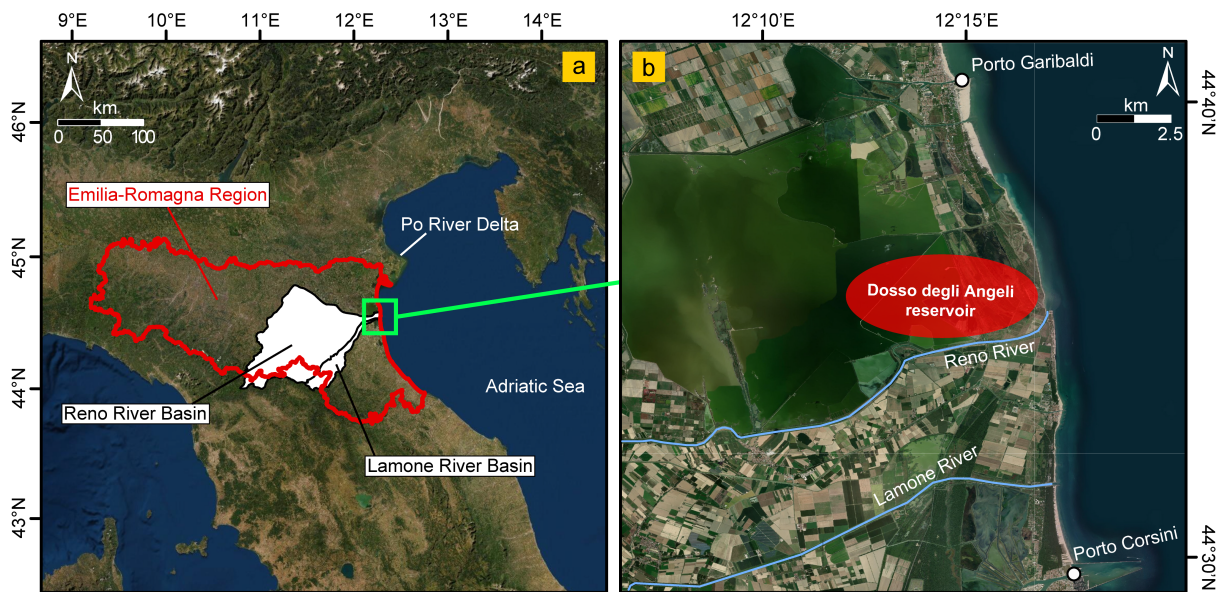 9°E
10°E
11°E
12°E
13°E
14°E
a
N
km
0
50
100
46°N
45°N
44°N
43°N
Emilia-Romagna Region
Po River Delta
Adriatic Sea
Reno River Basin
Lamone River Basin
12°10'E
12°15'E
b
Porto Garibaldi
N
km
0
2.5
44°40'N
Dosso degli Angeli
reservoir
Reno River
Lamone River
Porto Corsini
44°30'N